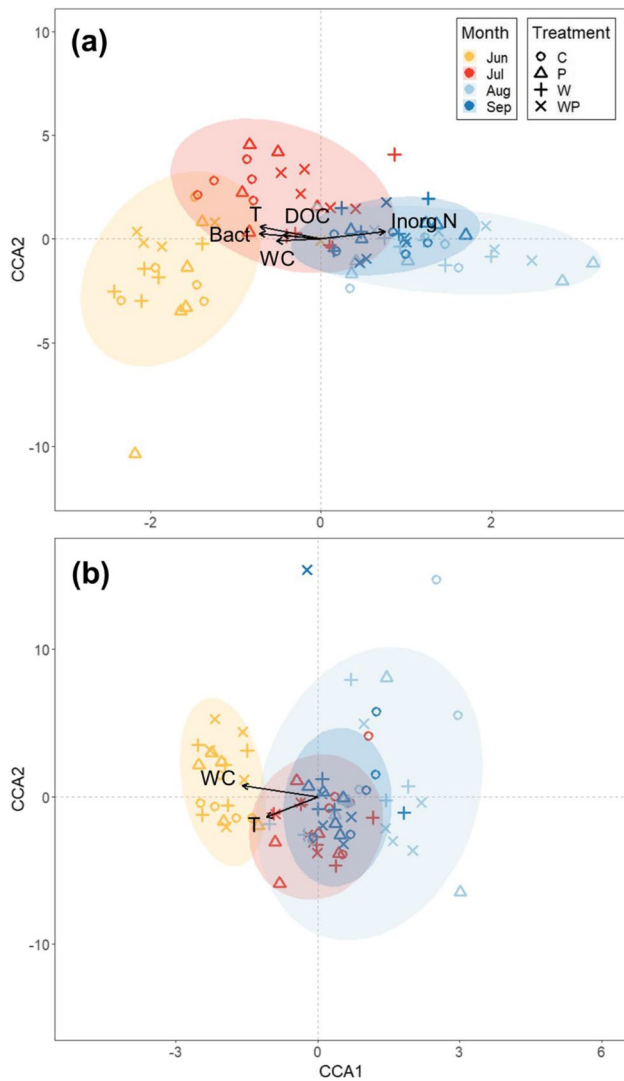 (a)
Month
Jun
Jul
Aug
Sep
Treatment
C
P
W
WP
10
5
0
-5
-10
CCA2
T
DOC
Inorg.N
Bact
WC
-2
0
2
(b)
10
0
-10
CCA2
WC
T
-3
0
3
6
CCA1